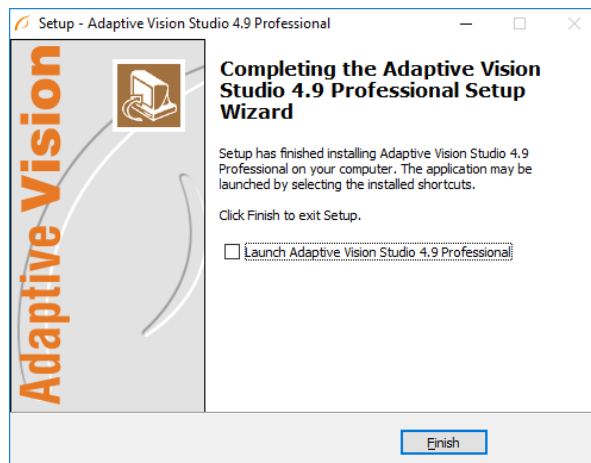 Setup - Adaptive Vision Studio 4.9 Professional
Adaptive Vision
Completing the Adaptive Vision
Studio 4.9 Professional Setup
Wizard
Setup has finished installing Adaptive Vision Studio 4.9
Professional on your computer. The application may be
launched by selecting the installed shortcuts.
Click Finish to exit Setup.
Launch Adaptive Vision Studio 4.9 Professional
Finish